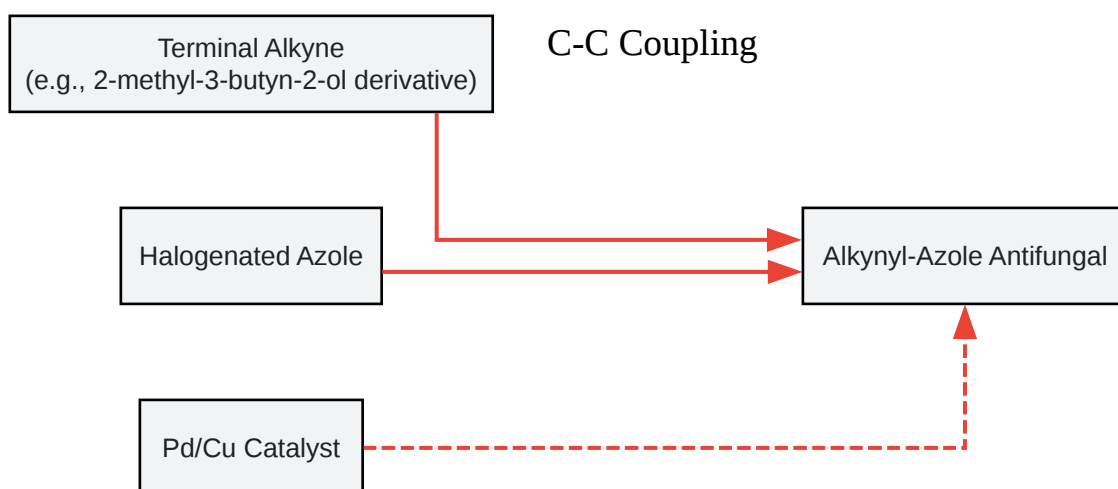 Terminal Alkyne
(e.g., 2-methyl-3-butyn-2-ol derivative)
C-C Coupling
Halogenated Azole
Alkynyl-Azole Antifungal
Pd/Cu Catalyst